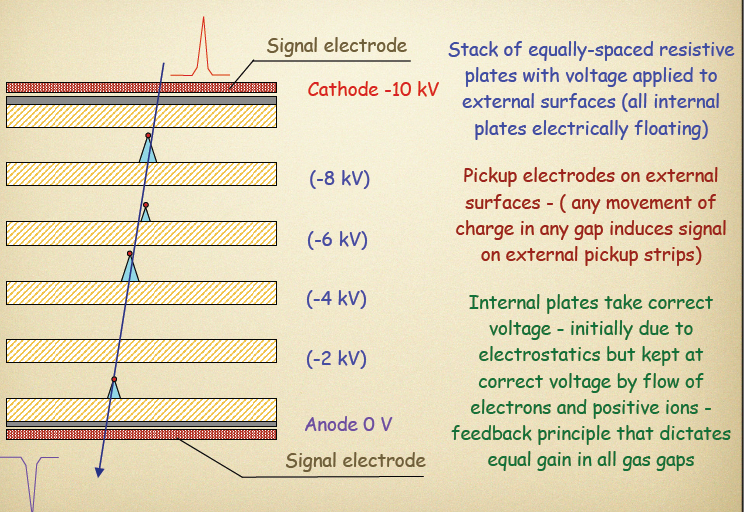 Signal electrode
Cathode -10 kV
(-8 kV)
(-6 kV)
(-4 kV)
(-2 kV)
Anode 0 V
Signal electrode
Stack of equally-spaced resistive
plates with voltage applied to
external surfaces (all internal
plates electrically floating)
Pickup electrodes on external
surfaces - ( any movement of
charge in any gap induces signal
on external pickup strips)
Internal plates take correct
voltage - initially due to
electrostatics but kept at
correct voltage by flow of
electrons and positive ions -
feedback principle that dictates
equal gain in all gas gaps